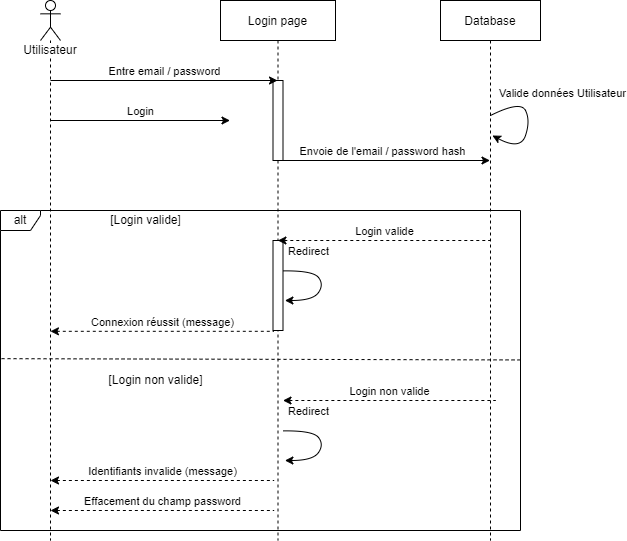 Login page
Database
Utilisateur
Entre email / password
Valide données Utilisateur
Login
Envoie de l'email / password hash
alt
[Login valide]
Login valide
Redirect
Connexion réussit (message)
[Login non valide]
Login non valide
Redirect
Identifiants invalide (message)
Effacement du champ password